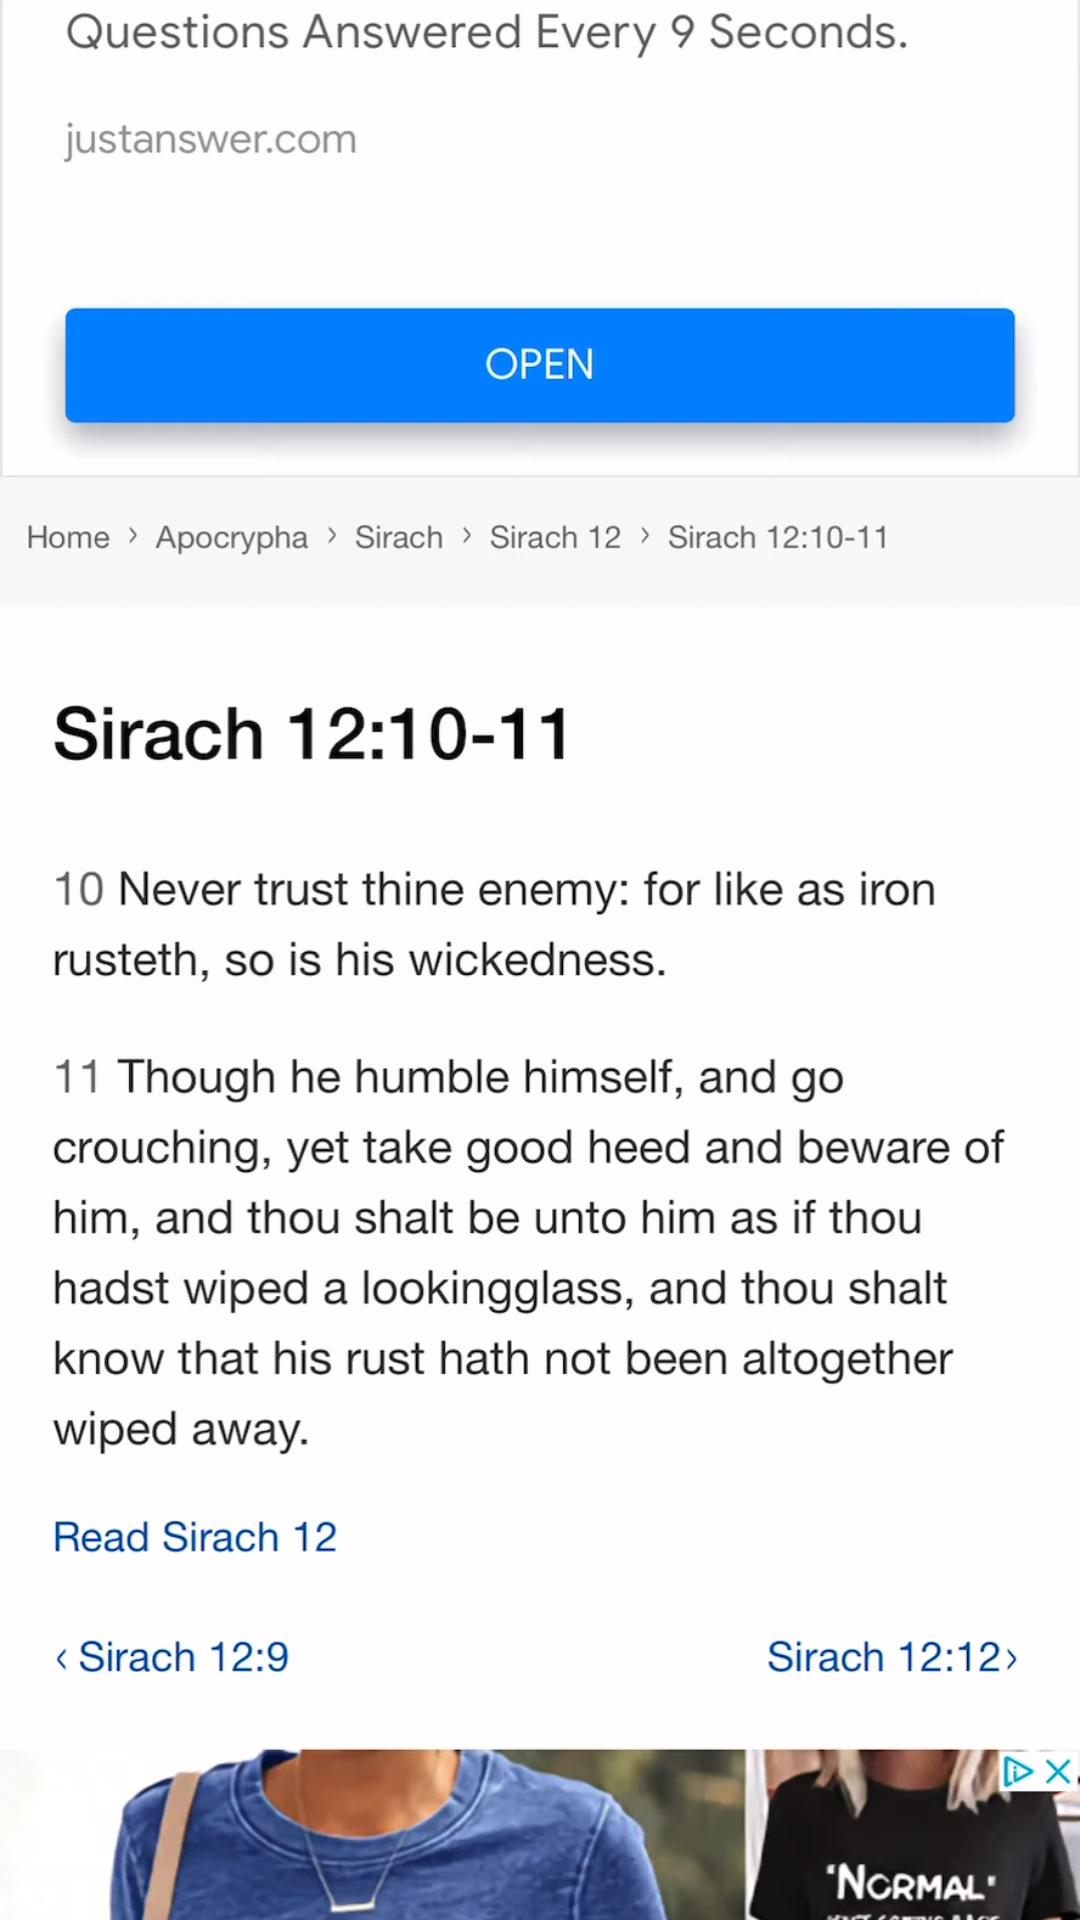 Questions Answered Every 9 Seconds.
justanswer.com
OPEN
Home › Apocrypha › Sirach › Sirach 12 › Sirach 12:10-11
Sirach 12:10-11
10 Never trust thine enemy: for like as iron
rusteth, so is his wickedness.
11 Though he humble himself, and go
crouching, yet take good heed and beware of
him, and thou shalt be unto him as if thou
hadst wiped a lookingglass, and thou shalt
know that his rust hath not been altogether
wiped away.
Read Sirach 12
‹ Sirach 12:9
Sirach 12:12 ›
'NORMAL'